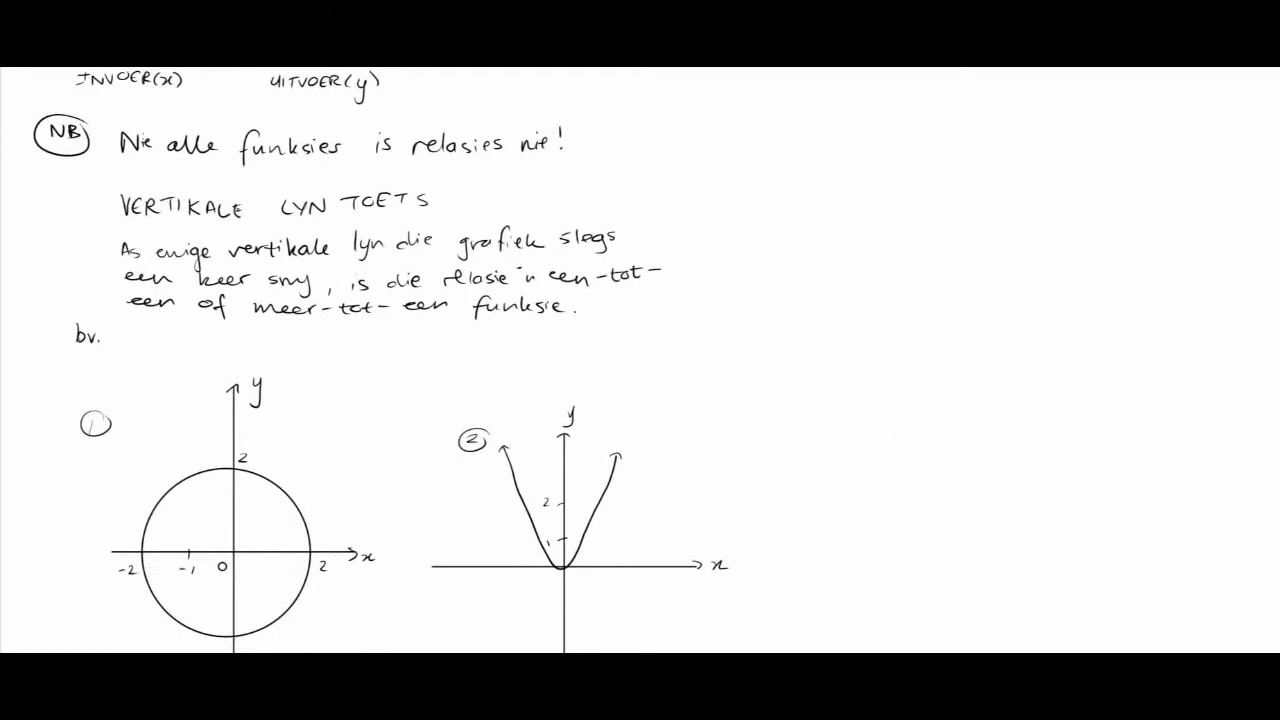 INVOER(x) UITVOER(y)
NB Nie alle funksies is relasies nie!
VERTIKALE LYN TOETS
As enige vertikale lyn die grafiek slegs
een keer sny, is die relasie 'n een-tot-
een of meer-tot-een funksie.
bv.
1 y
2
-2 -1 0 2 x
2 y
2
1
x